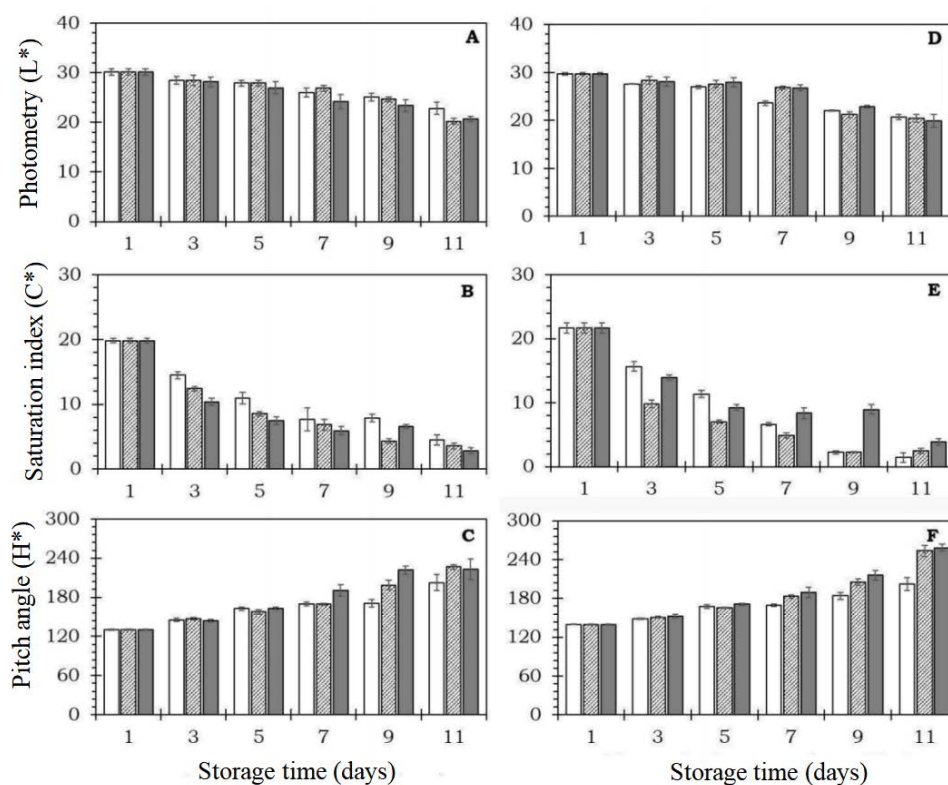 Photometry (L*)
40
30
20
10
0
A
1 3 5 7 9 11
40
30
20
10
0
D
1 3 5 7 9 11
Saturation index (C*)
30
20
10
0
B
1 3 5 7 9 11
30
20
10
0
E
1 3 5 7 9 11
Pitch angle (H*)
300
240
180
120
60
0
C
1 3 5 7 9 11
300
240
180
120
60
0
F
1 3 5 7 9 11
Storage time (days)
Storage time (days)